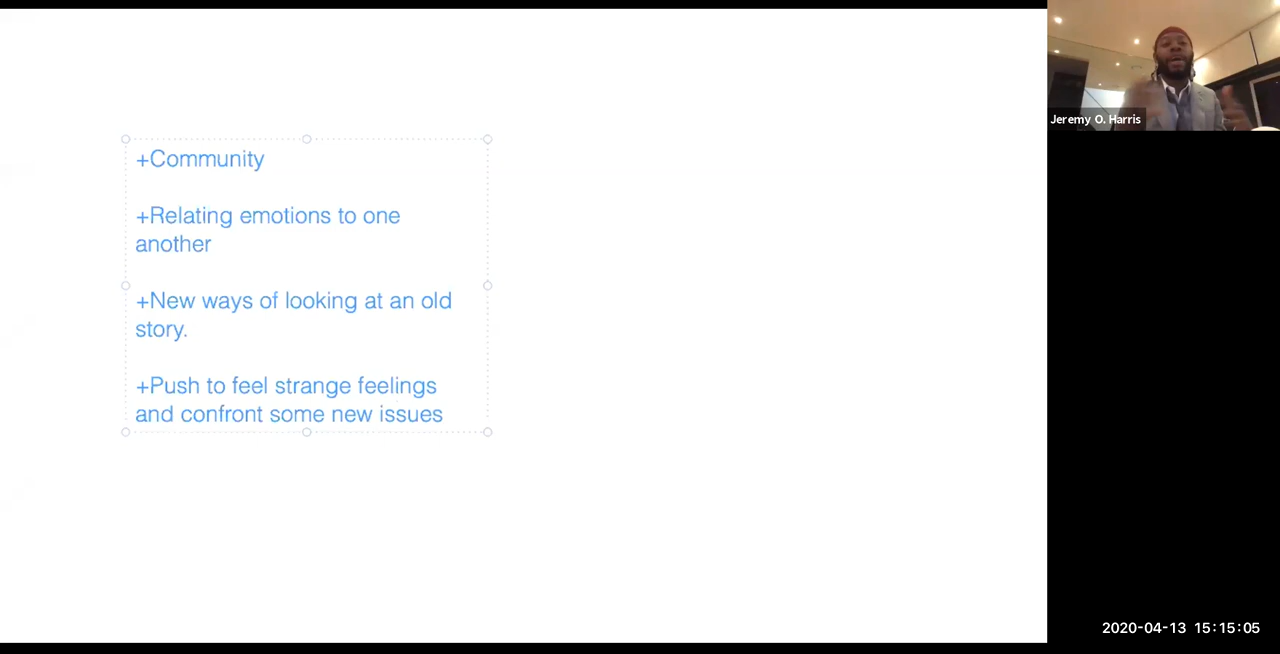 +Community
+Relating emotions to one
another
+New ways of looking at an old
story.
+Push to feel strange feelings
and confront some new issues
Jeremy O. Harris
2020-04-13 15:15:05